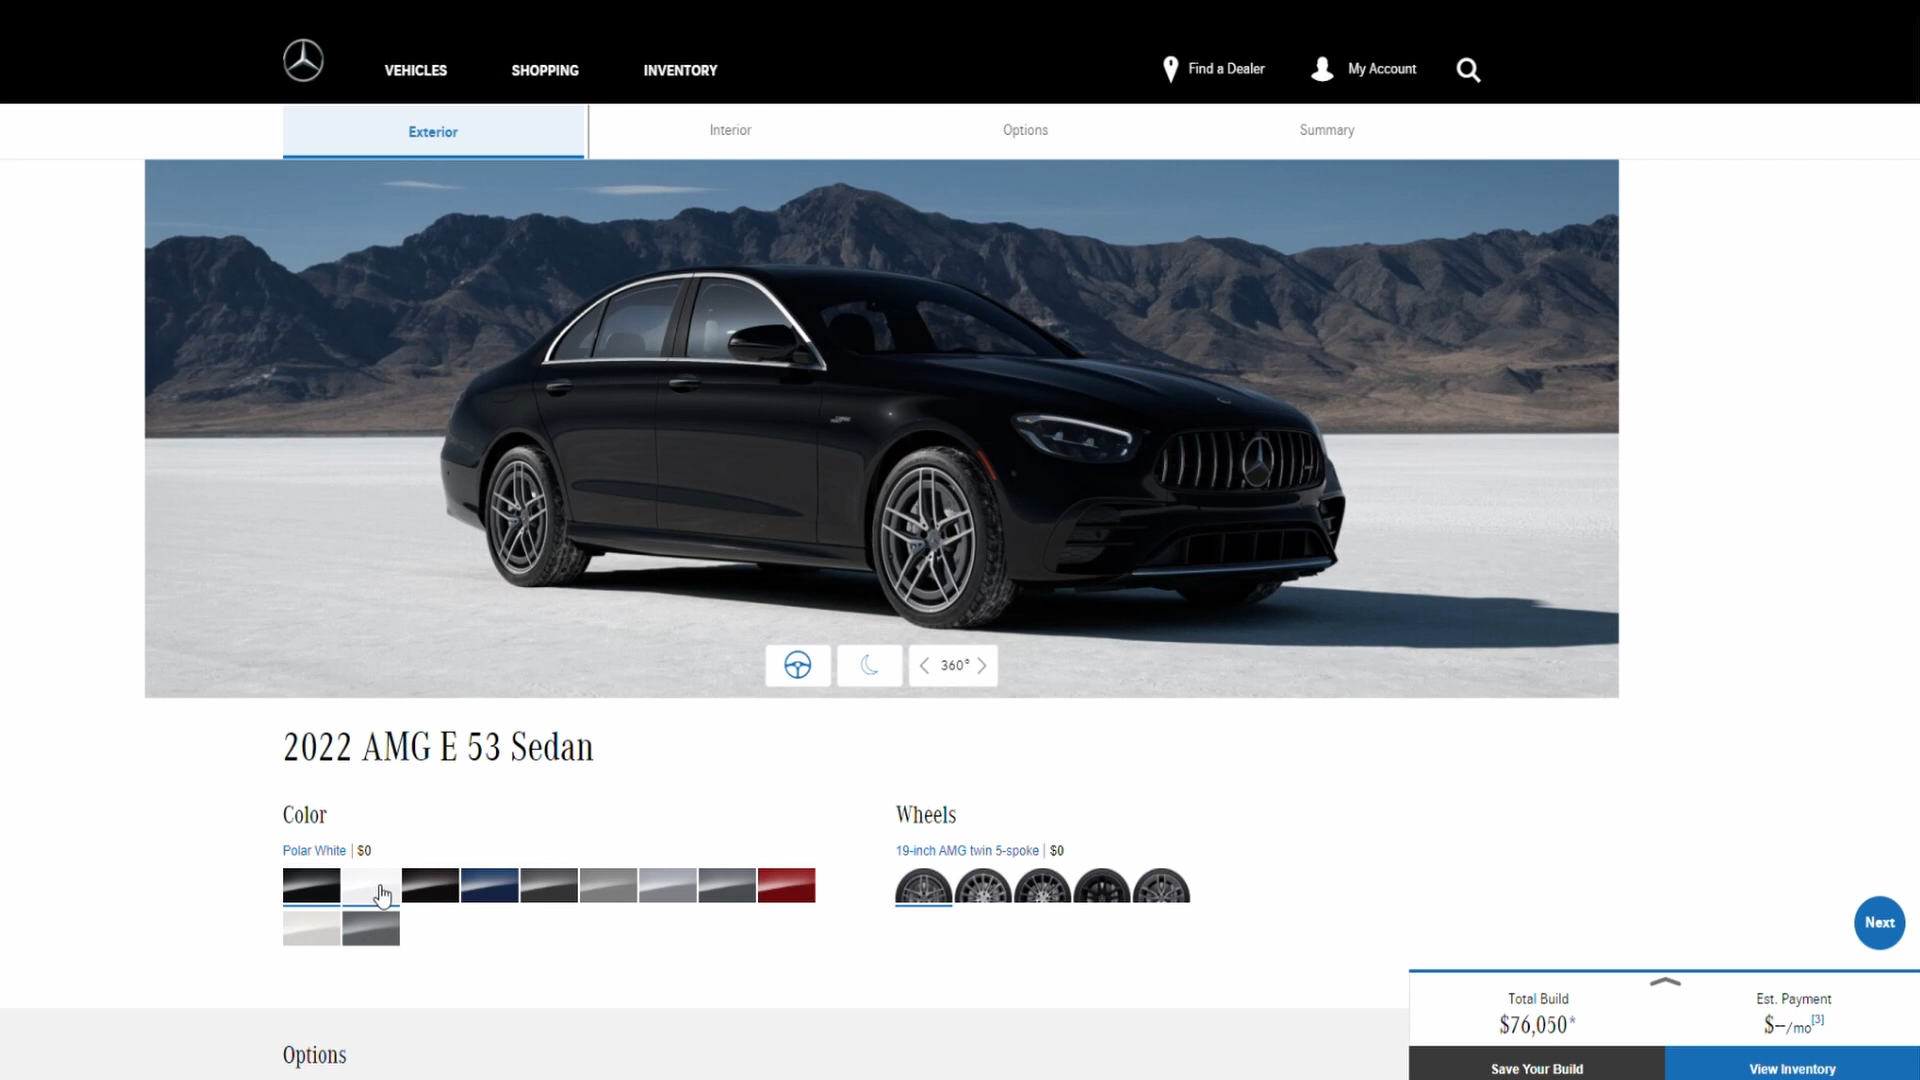 VEHICLES
SHOPPING
INVENTORY
Find a Dealer
My Account
Exterior
Interior
Options
Summary
360°
2022 AMG E 53 Sedan
Color
Polar White | $0
Wheels
19-inch AMG twin 5-spoke | $0
Next
Total Build
$76,050*
Est. Payment
$–/mo[3]
Options
Save Your Build
View Inventory